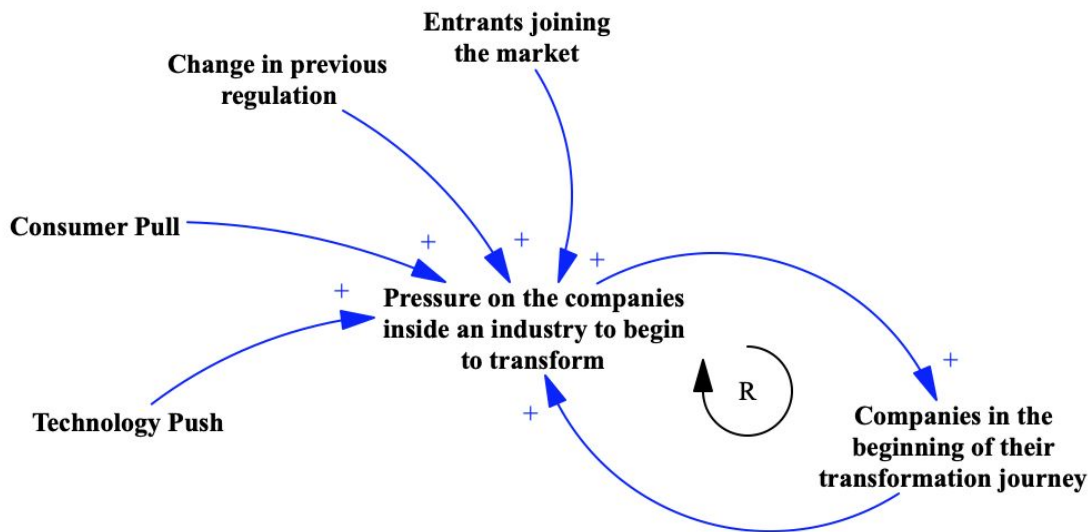 Entrants joining
the market
Change in previous
regulation
Consumer Pull
+
+
+
+
Pressure on the companies
inside an industry to begin
to transform
+
R
+
Technology Push
Companies in the
beginning of their
transformation journey